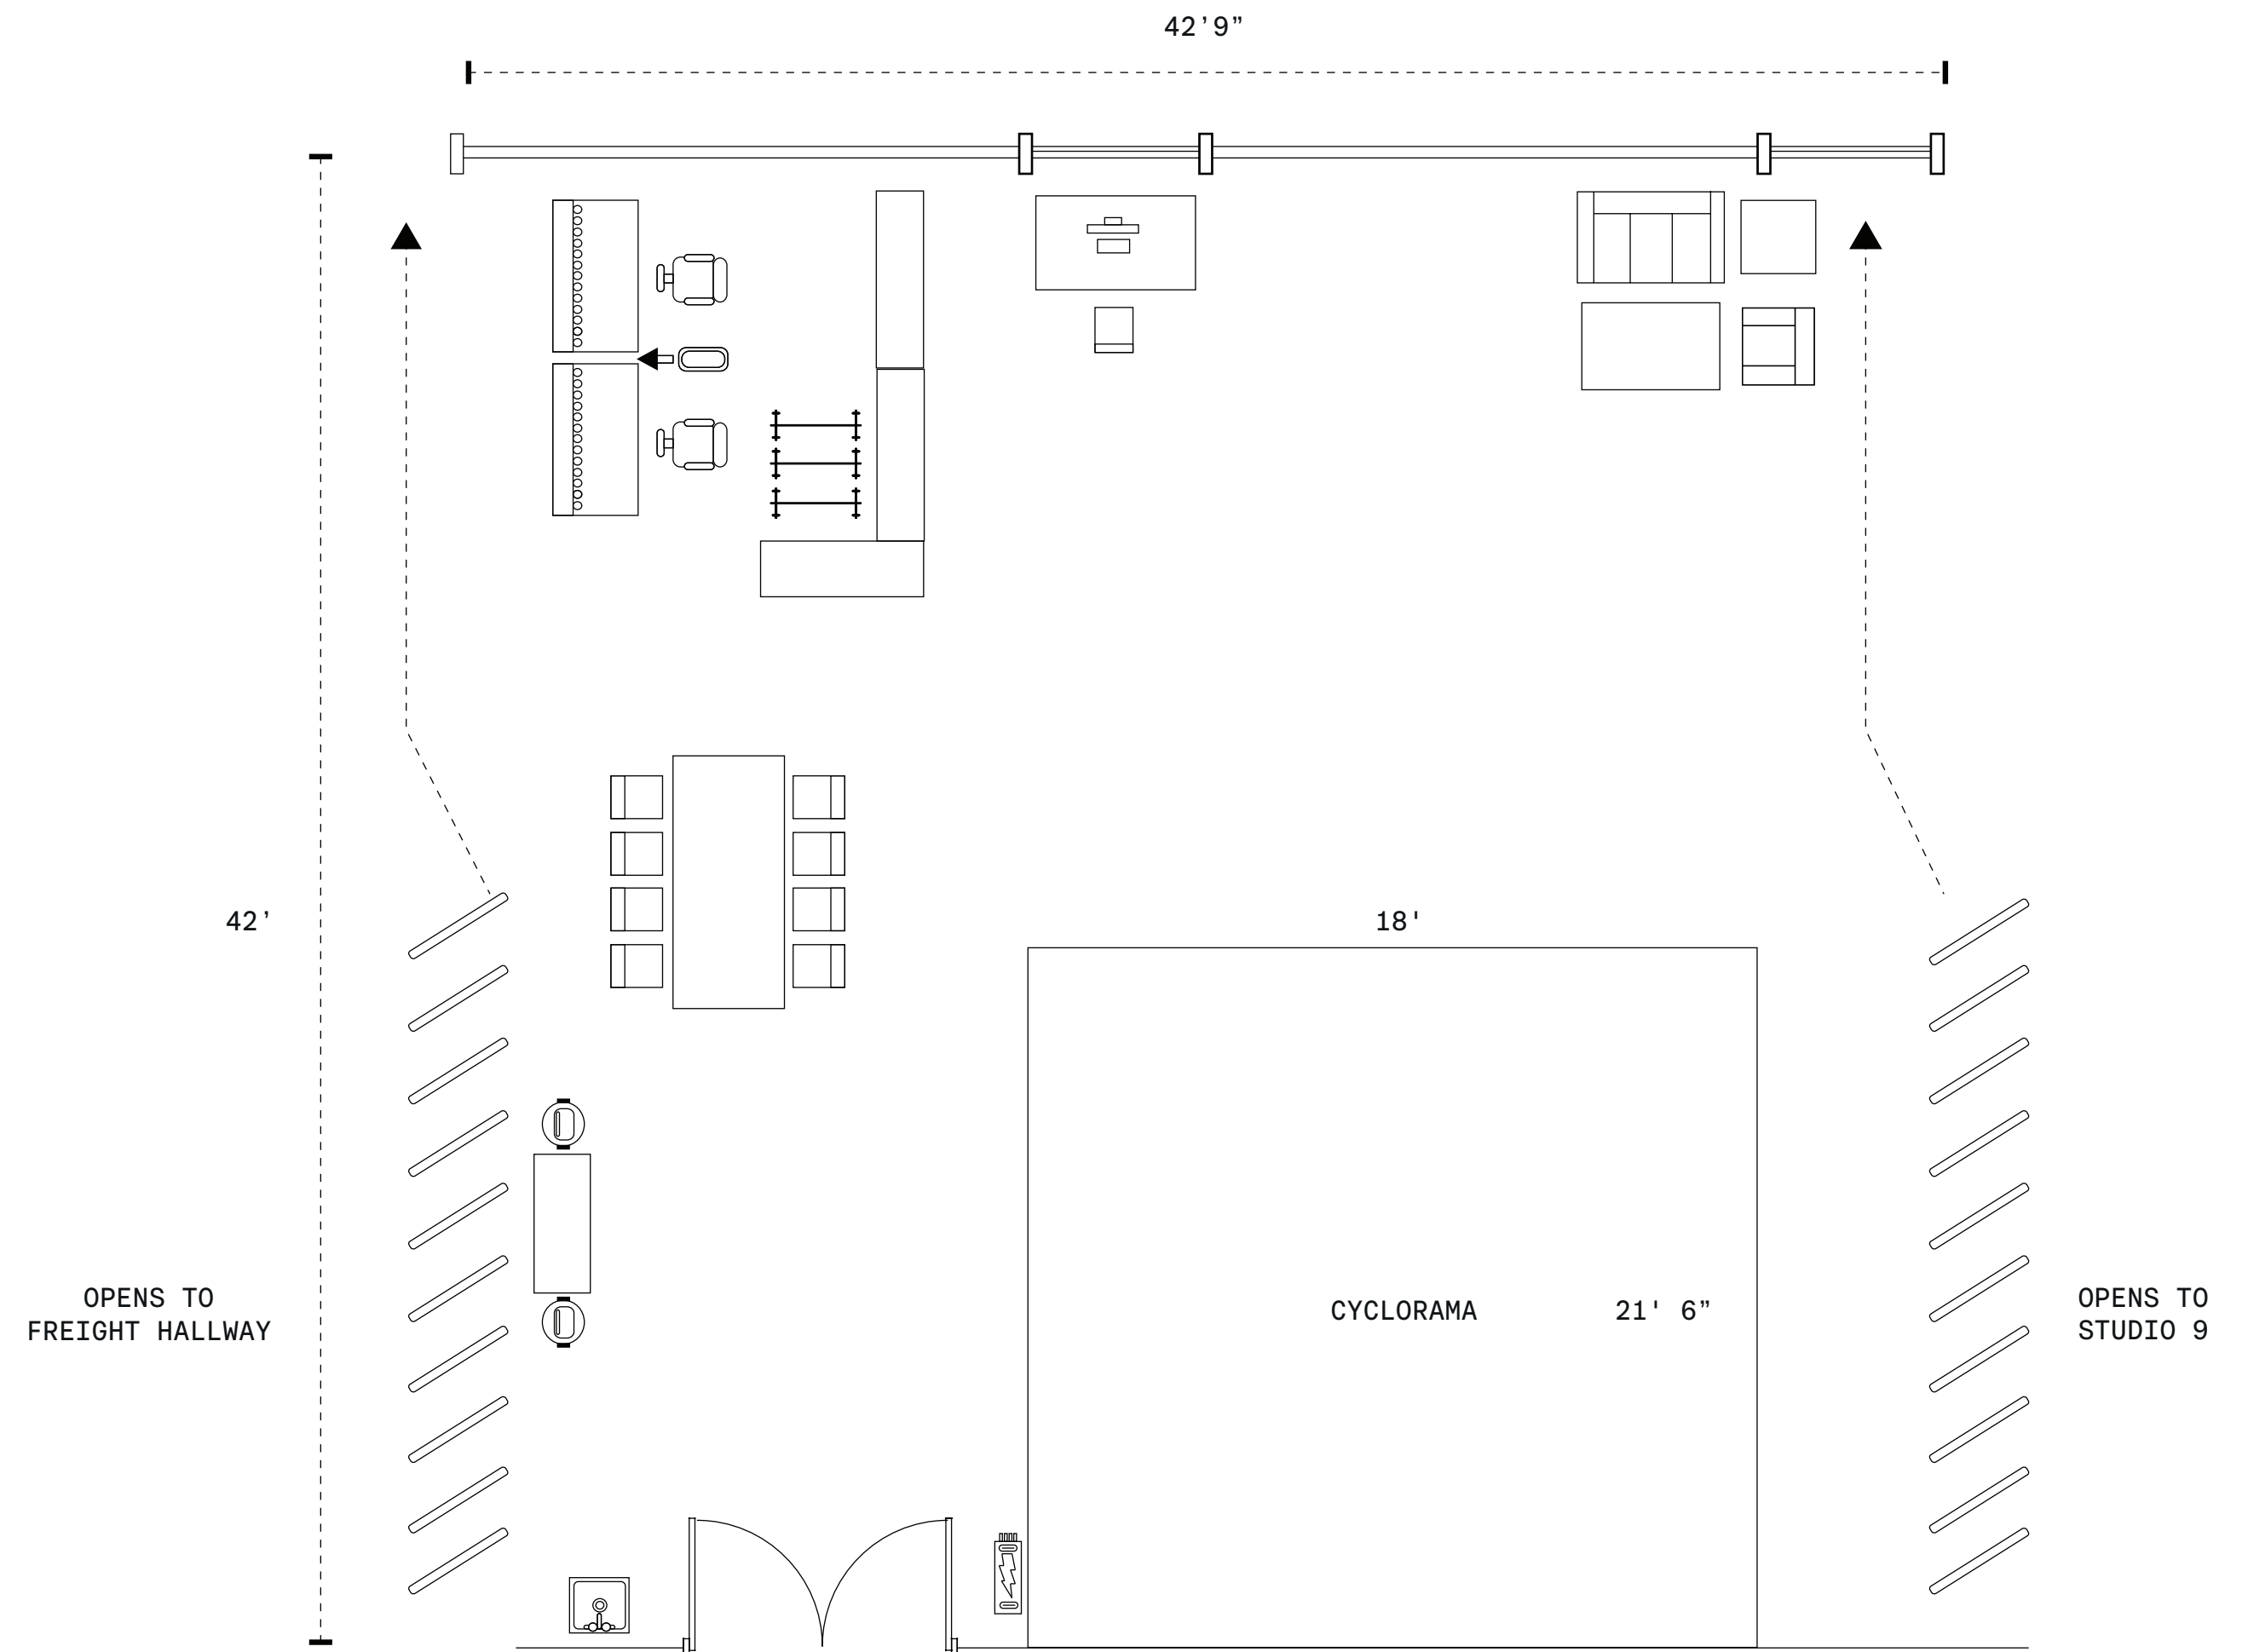 42'9”
42'
18'
CYCLORAMA
21' 6”
OPENS TO
FREIGHT HALLWAY
OPENS TO
STUDIO 9